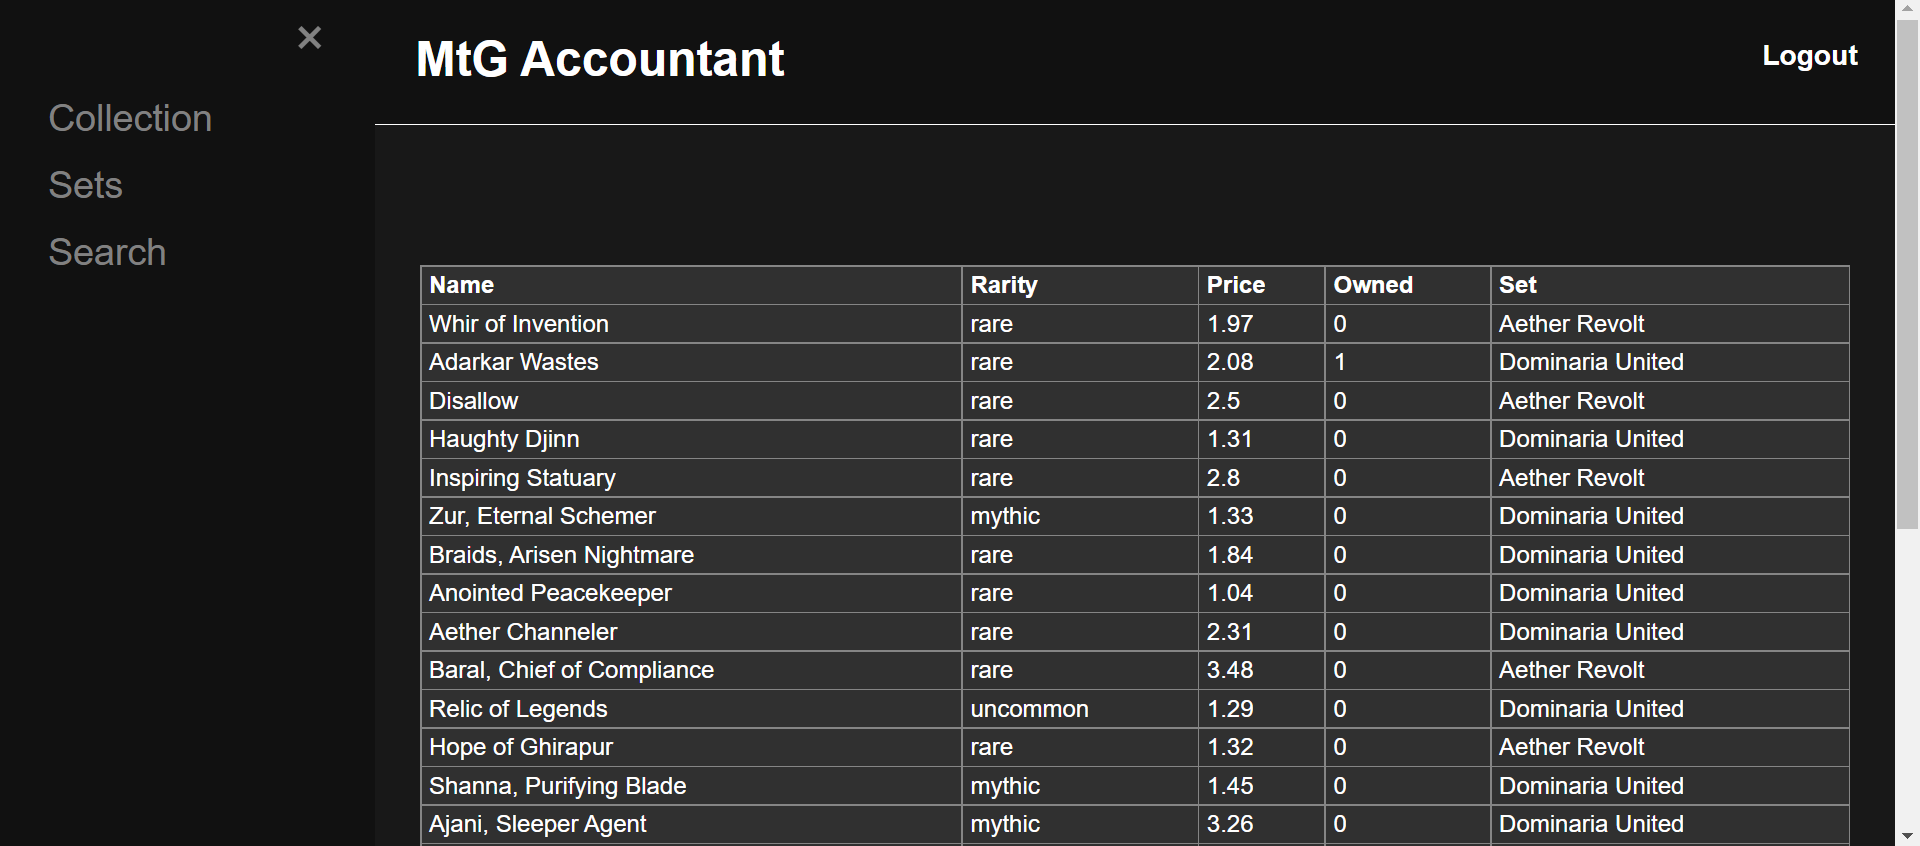 MtG Accountant
Logout
Collection
Sets
Search
Name Rarity Price Owned Set
Whir of Invention rare 1.97 0 Aether Revolt
Adarkar Wastes rare 2.08 1 Dominaria United
Disallow rare 2.5 0 Aether Revolt
Haughty Djinn rare 1.31 0 Dominaria United
Inspiring Statuary rare 2.8 0 Aether Revolt
Zur, Eternal Schemer mythic 1.33 0 Dominaria United
Braids, Arisen Nightmare rare 1.84 0 Dominaria United
Anointed Peacekeeper rare 1.04 0 Dominaria United
Aether Channeler rare 2.31 0 Dominaria United
Baral, Chief of Compliance rare 3.48 0 Aether Revolt
Relic of Legends uncommon 1.29 0 Dominaria United
Hope of Ghirapur rare 1.32 0 Aether Revolt
Shanna, Purifying Blade mythic 1.45 0 Dominaria United
Ajani, Sleeper Agent mythic 3.26 0 Dominaria United